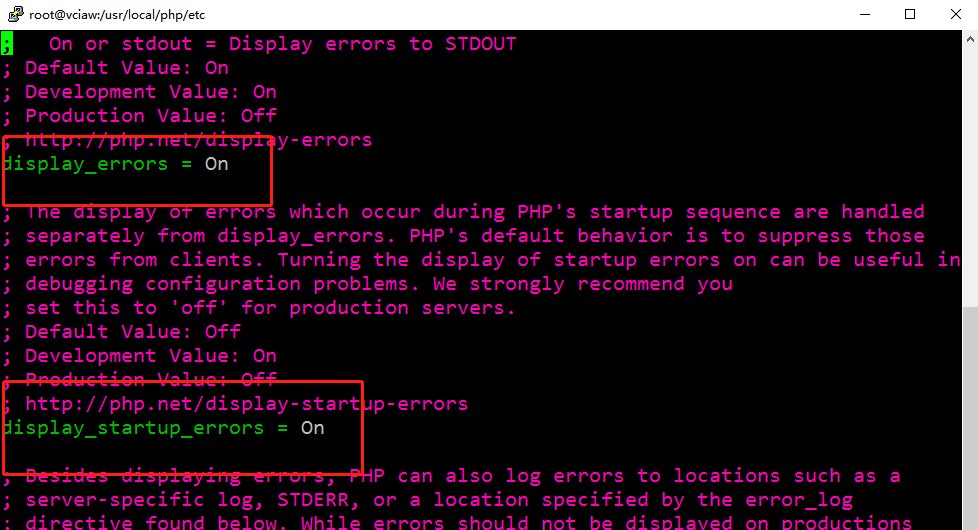 root@vciaw:/usr/local/php/etc
;   On or stdout = Display errors to STDOUT
; Default Value: On
; Development Value: On
; Production Value: Off
; http://php.net/display-errors
display_errors = On
; The display of errors which occur during PHP's startup sequence are handled
; separately from display_errors. PHP's default behavior is to suppress those
; errors from clients. Turning the display of startup errors on can be useful in
; debugging configuration problems. We strongly recommend you
; set this to 'off' for production servers.
; Default Value: Off
; Development Value: On
; Production Value: Off
; http://php.net/display-startup-errors
display_startup_errors = On
; Besides displaying errors, PHP can also log errors to locations such as a
; server-specific log, STDERR, or a location specified by the error_log
; directive found below. While errors should not be displayed on productions